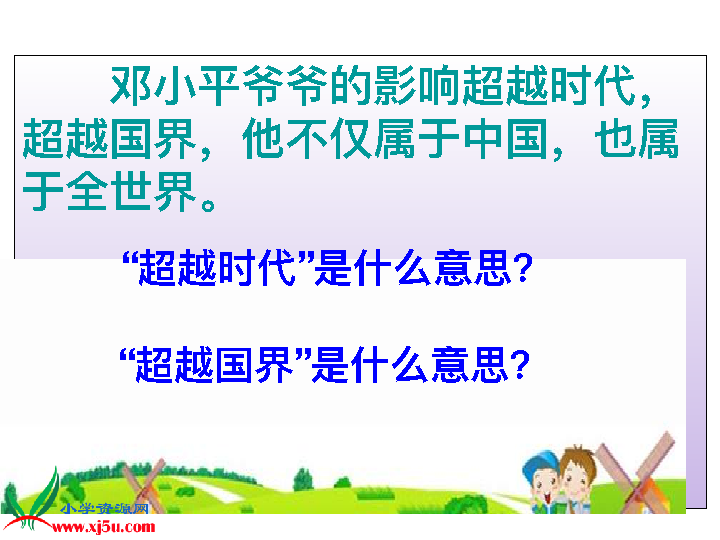 邓小平爷爷的影响超越时代，
超越国界，他不仅属于中国，也属
于全世界。
“超越时代”是什么意思?
“超越国界”是什么意思?
小学资源网
www.xj5u.com